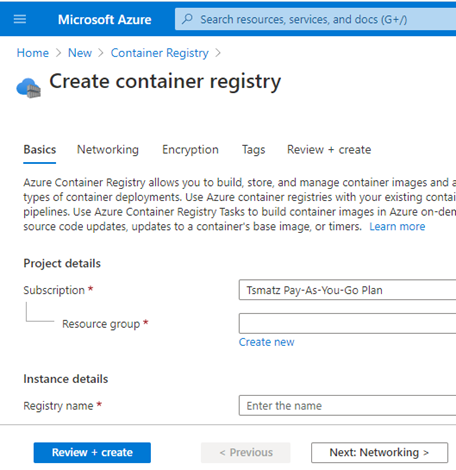 Microsoft Azure
Search resources, services, and docs (G+/)
Home > New > Container Registry >
Create container registry
Basics Networking Encryption Tags Review + create
Azure Container Registry allows you to build, store, and manage container images and a
types of container deployments. Use Azure container registries with your existing contai
pipelines. Use Azure Container Registry Tasks to build container images in Azure on-dem
source code updates, updates to a container's base image, or timers. Learn more
Project details
Subscription *
Tsmatz Pay-As-You-Go Plan
Resource group *
Create new
Instance details
Registry name *
Enter the name
Review + create
< Previous
Next: Networking >